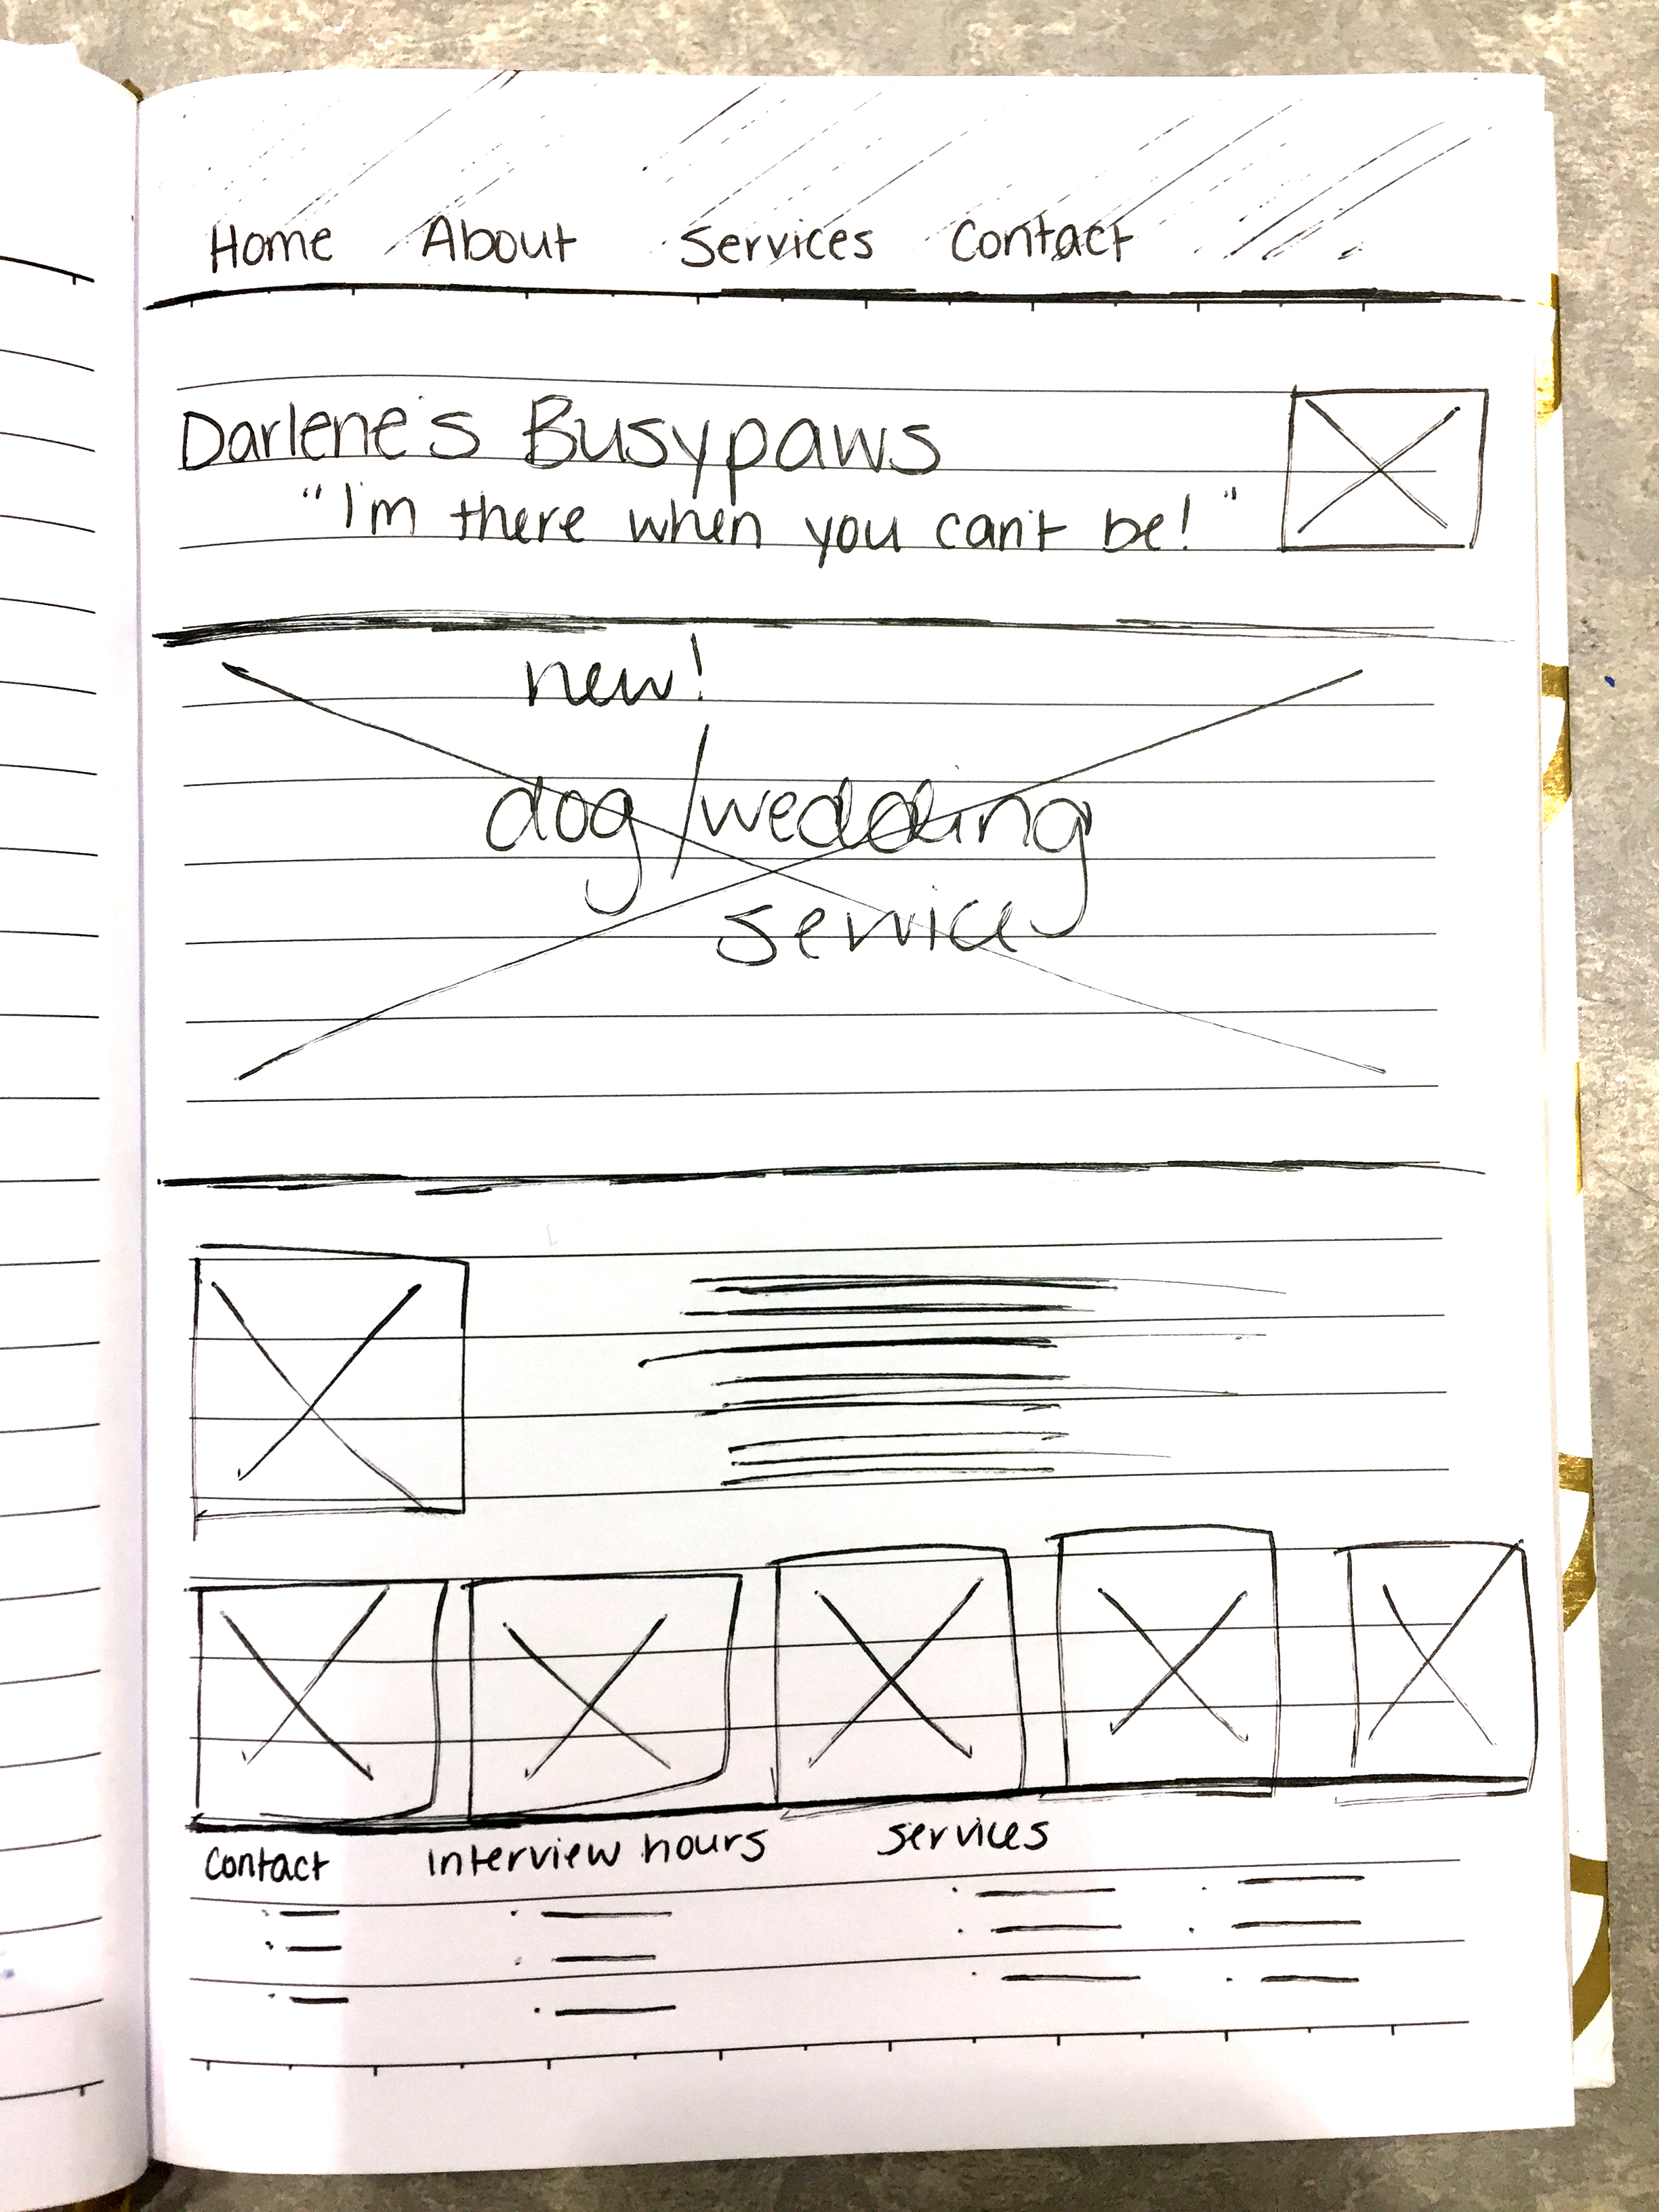 Home About Services Contact
Darlene's Busypaws
"I'm there when you can't be!"
new!
dog/wedding
service
Contact Interview hours services